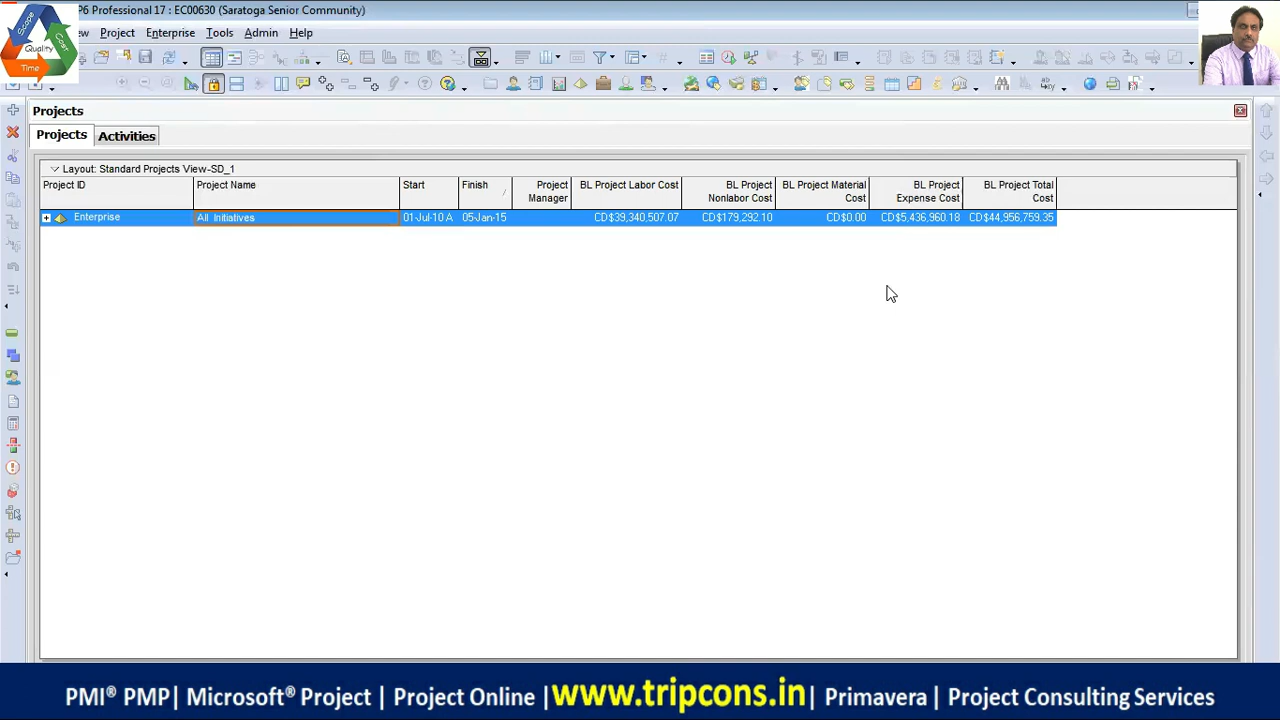 P6 Professional 17 : EC00630 (Saratoga Senior Community)
Scope
Quality
Cost
Time
Project Enterprise Tools Admin Help
Projects
Projects Activities
Layout: Standard Projects View-SD_1
Project ID Project Name Start Finish Project Manager BL Project Labor Cost BL Project Nonlabor Cost BL Project Material Cost BL Project Expense Cost BL Project Total Cost
Enterprise All Initiatives 01-Jul-10 A 05-Jan-15 CD$39,340,507.07 CD$179,292.10 CD$0.00 CD$5,436,960.18 CD$44,956,759.35
PMI® PMP| Microsoft® Project | Project Online |www.tripcons.in| Primavera | Project Consulting Services